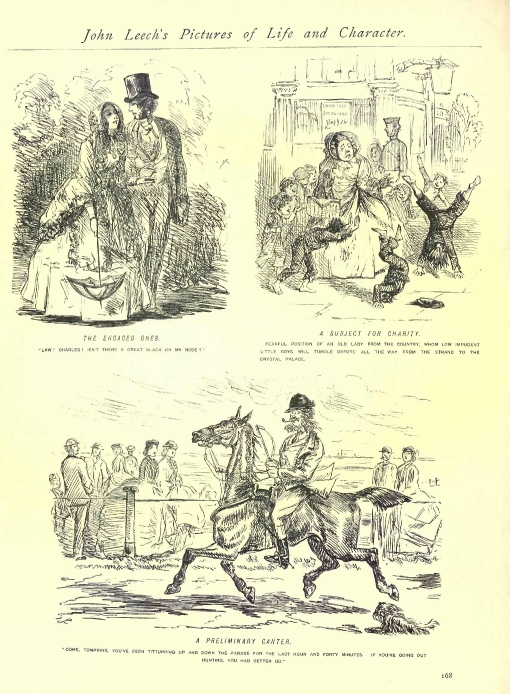 John Leech's Pictures of Life and Character.
THE ENGAGED ONES.
"LAW! CHARLES! ISN'T THERE A GREAT BLACK ON MY NOSE?"
A SUBJECT FOR CHARITY.
FEARFUL POSITION OF AN OLD LADY FROM THE COUNTRY, WHOM LOW IMPUDENT
LITTLE BOYS WILL TUMBLE BEFORE, ALL THE WAY FROM THE STRAND TO THE
CRYSTAL PALACE.
A PRELIMINARY CANTER.
"COME, TOMPKINS, YOU'VE BEEN TITTUPPING UP AND DOWN THE PARADE FOR THE LAST HOUR AND FORTY MINUTES. IF YOU'RE GOING OUT
HUNTING, YOU HAD BETTER GO."
168